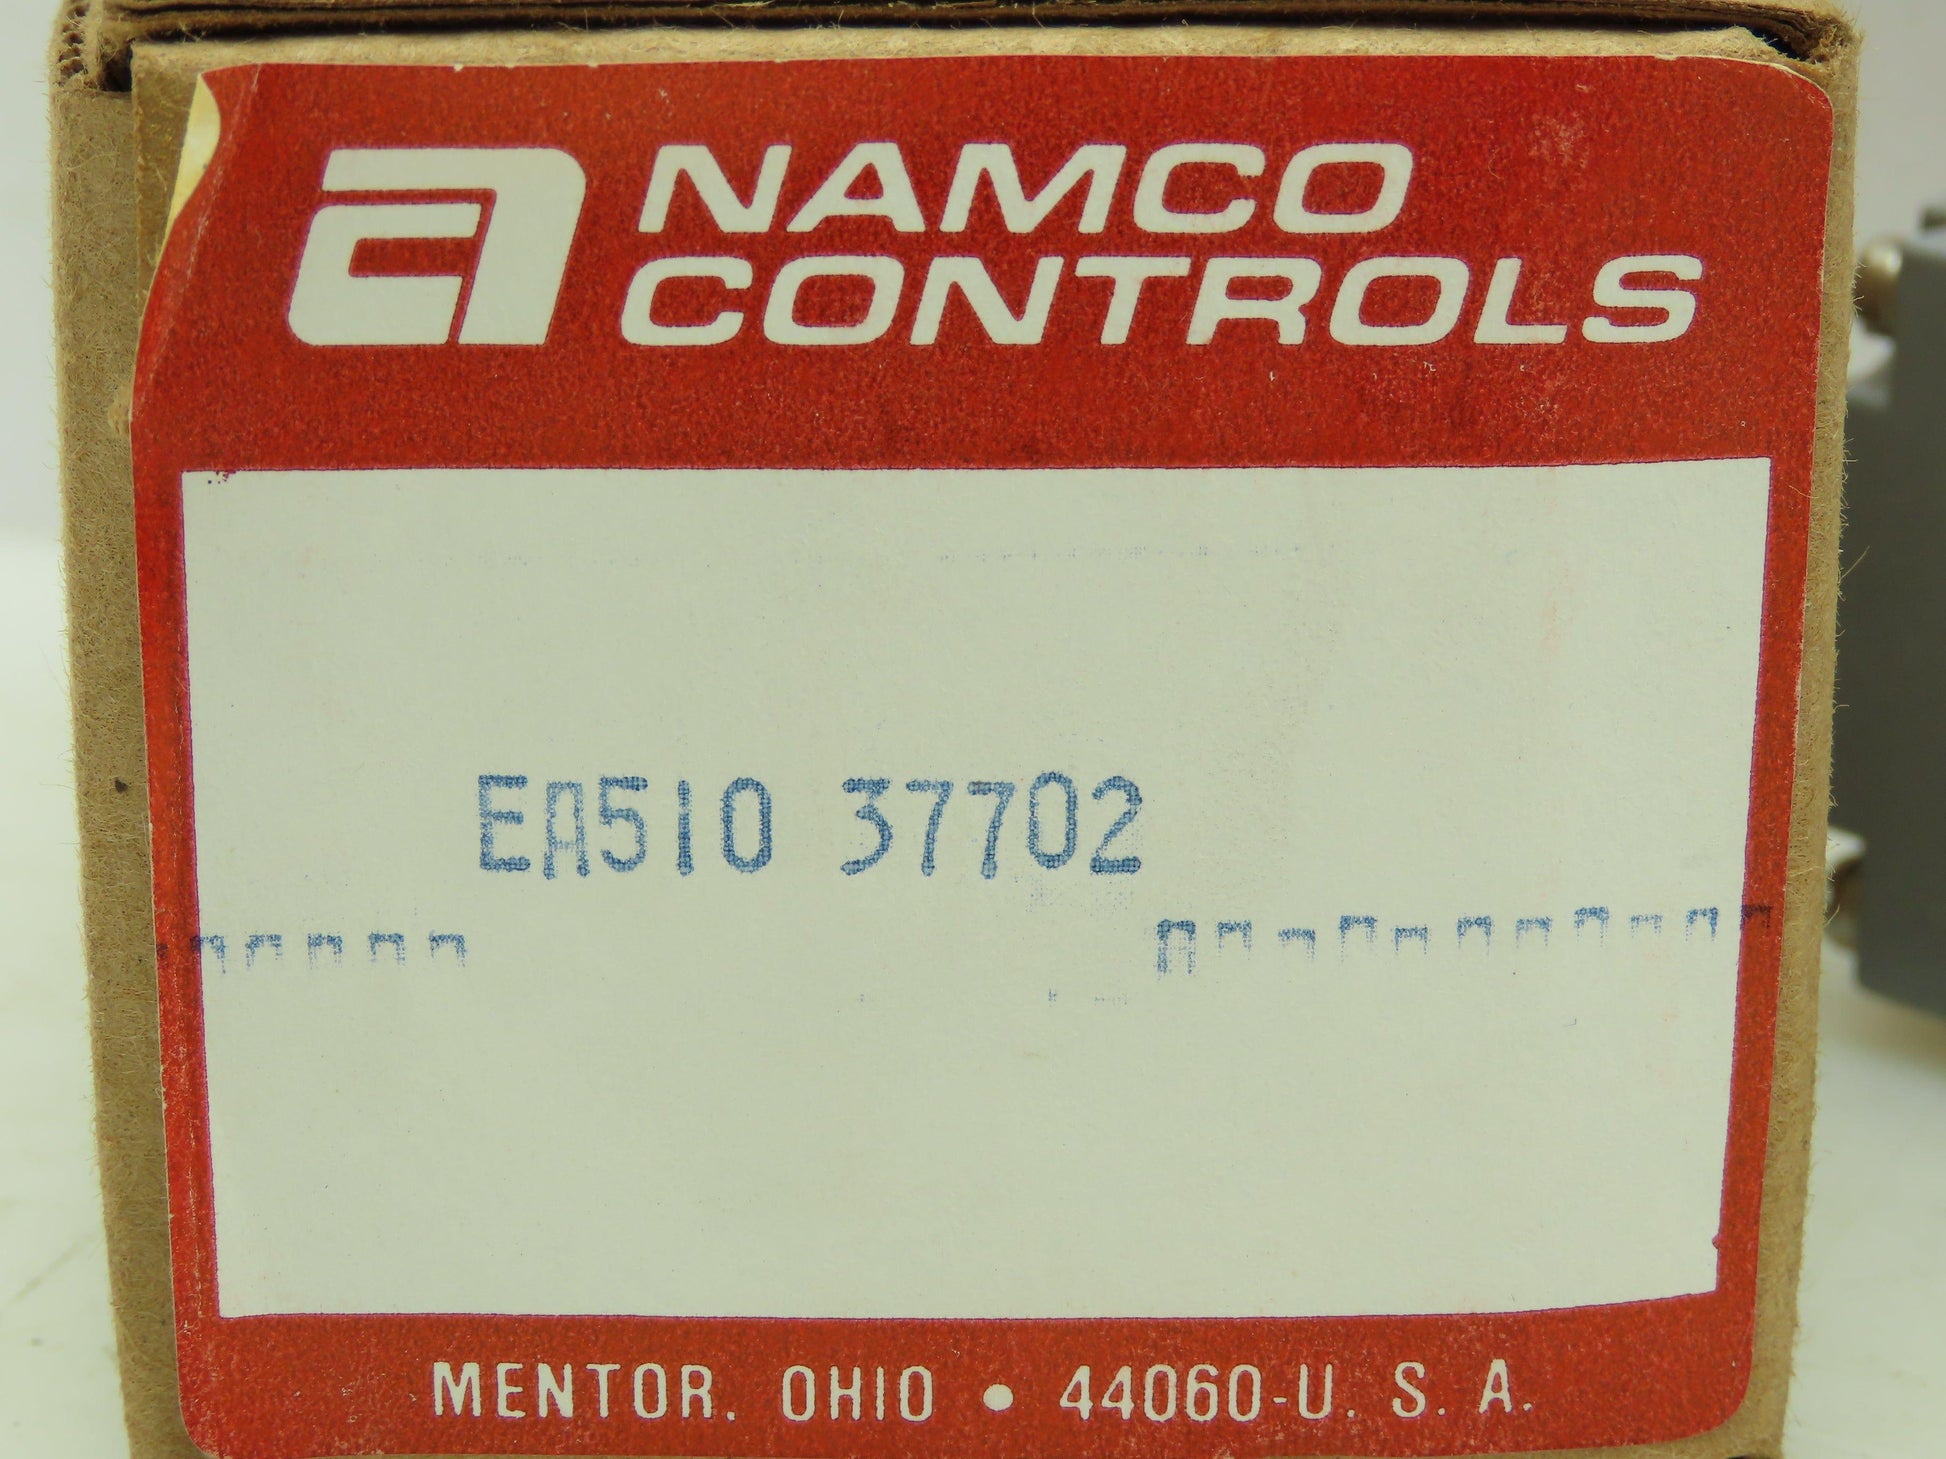 NAMCO
CONTROLS
EA510 37702
MENTOR. OHIO • 44060-U. S. A.